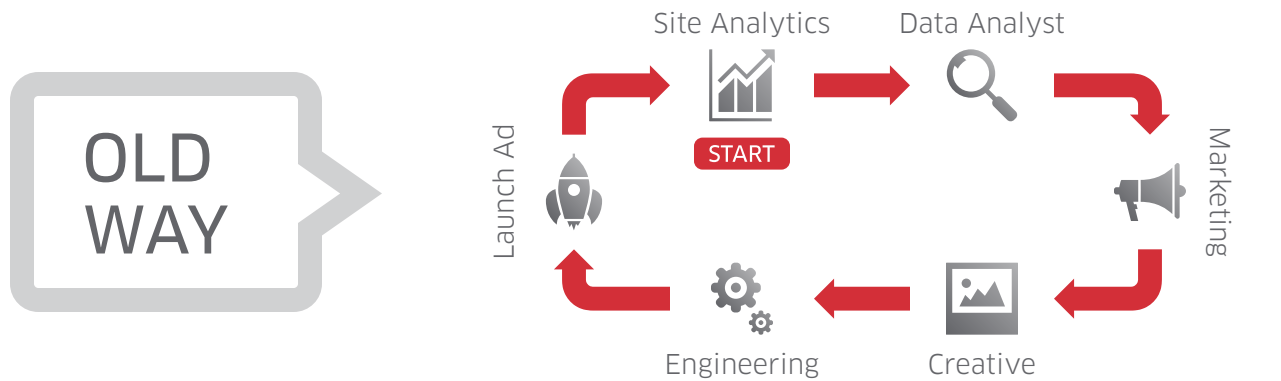 OLD
WAY
Site Analytics
START
Data Analyst
Marketing
Creative
Engineering
Launch Ad